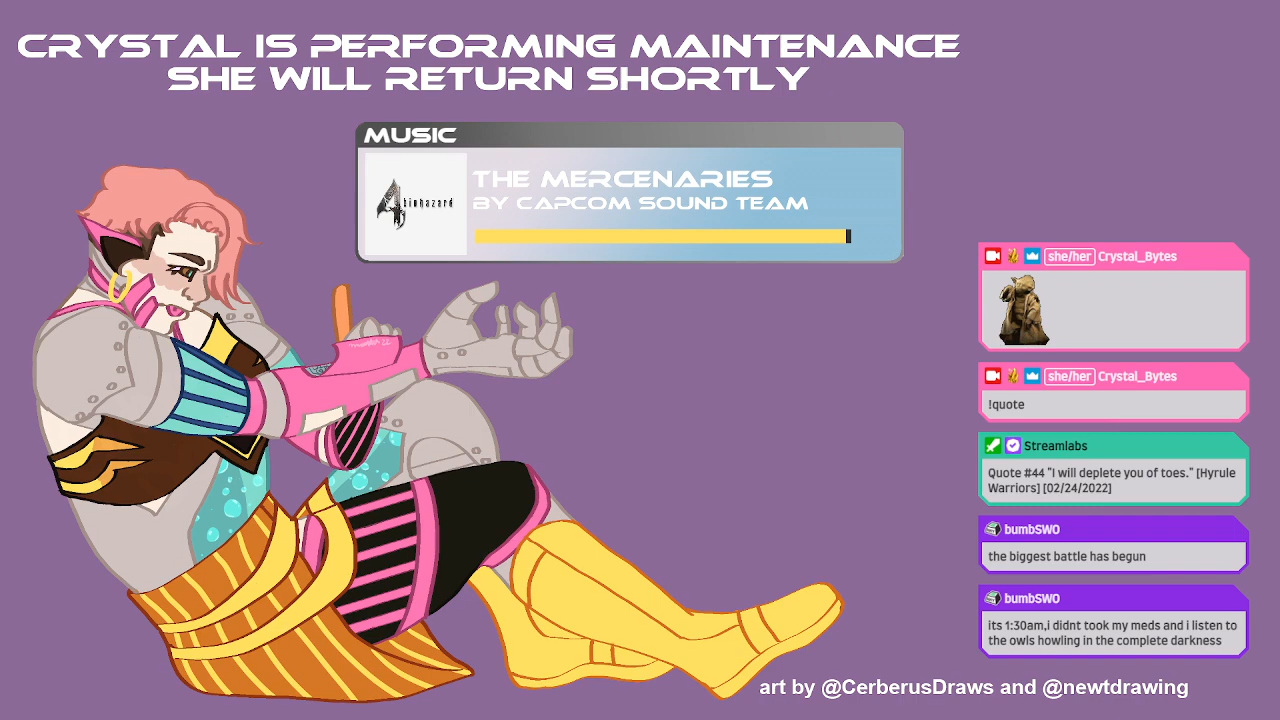 CRYSTAL IS PERFORMING MAINTENANCE
SHE WILL RETURN SHORTLY
MUSIC
4 biohazard
THE MERCENARIES
BY CAPCOM SOUND TEAM
she/her Crystal_Bytes
she/her Crystal_Bytes
!quote
Streamlabs
Quote #44 "I will deplete you of toes." [Hyrule
Warriors] [02/24/2022]
bumbSWO
the biggest battle has begun
bumbSWO
its 1:30am,i didnt took my meds and i listen to
the owls howling in the complete darkness
art by @CerberusDraws and @newtdrawing